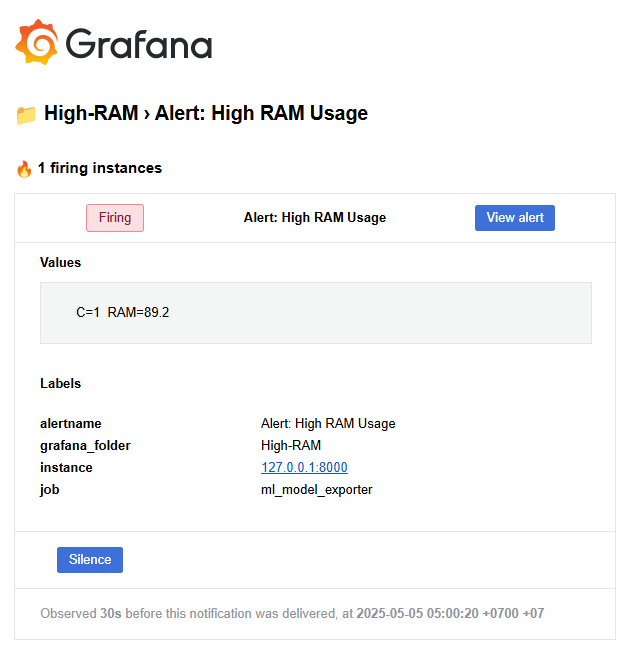 Grafana
High-RAM › Alert: High RAM Usage
1 firing instances
Firing Alert: High RAM Usage View alert
Values
C=1 RAM=89.2
Labels
alertname Alert: High RAM Usage
grafana_folder High-RAM
instance 127.0.0.1:8000
job ml_model_exporter
Silence
Observed 30s before this notification was delivered, at 2025-05-05 05:00:20 +0700 +07